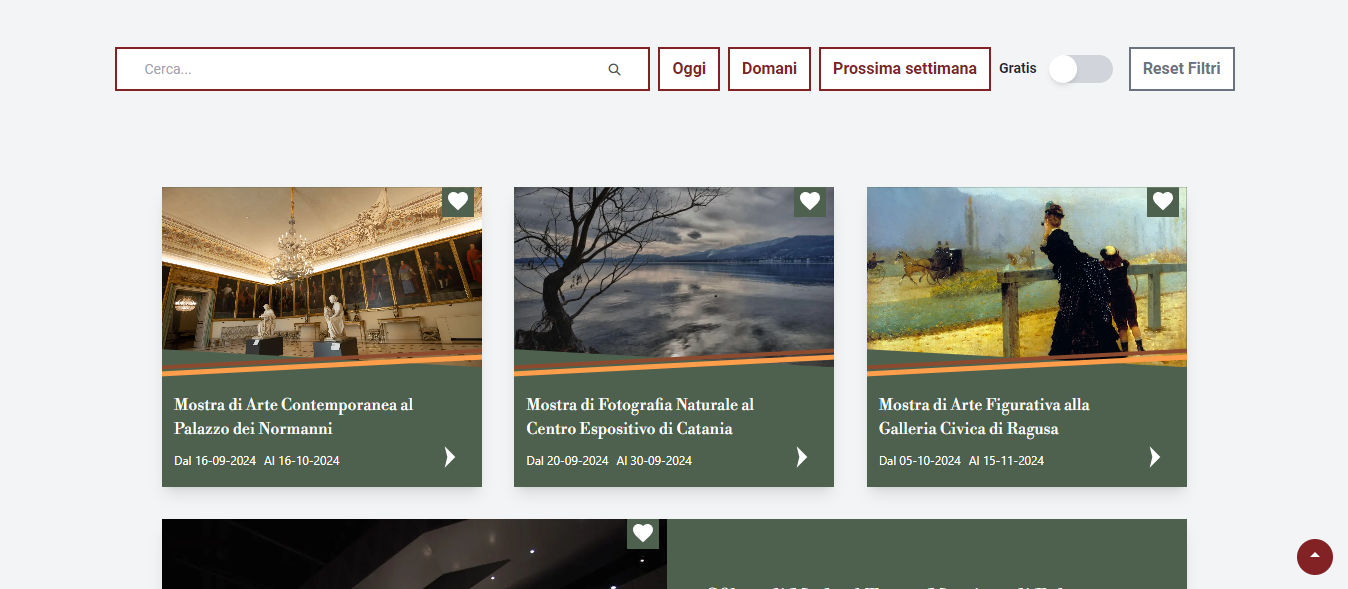 Cerca...
Oggi
Domani
Prossima settimana
Gratis
Reset Filtri
Mostra di Arte Contemporanea al
Palazzo dei Normanni
Dal 16-09-2024 Al 16-10-2024
Mostra di Fotografia Naturale al
Centro Espositivo di Catania
Dal 20-09-2024 Al 30-09-2024
Mostra di Arte Figurativa alla
Galleria Civica di Ragusa
Dal 05-10-2024 Al 15-11-2024